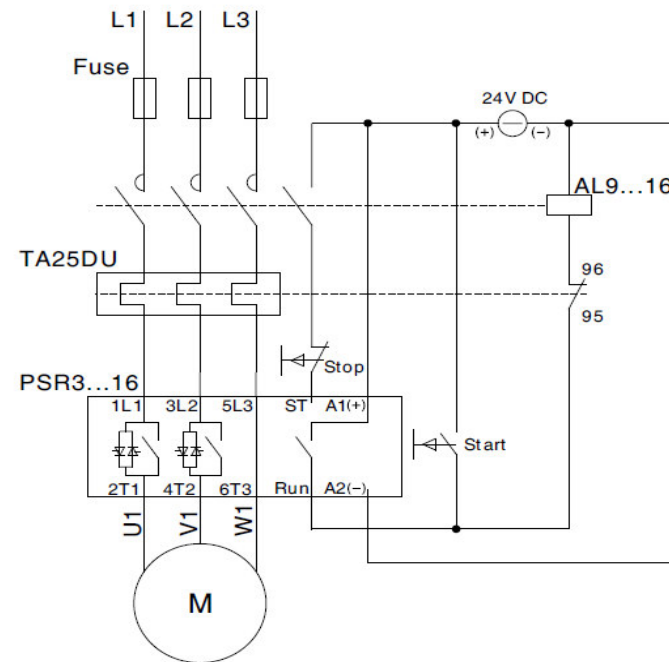 L1 L2 L3
Fuse
24V DC
(+) (−)
AL9...16
TA25DU
96
95
Stop
PSR3...16
1L1 3L2 5L3 ST A1(+)
Start
2T1 4T2 6T3 Run A2(−)
U1 V1 W1
M